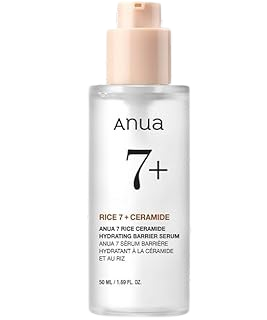 Anua
7+
RICE 7 + CERAMIDE
ANUA 7 RICE CERAMIDE
HYDRATING BARRIER SERUM
ANUA 7 SÉRUM BARRIÈRE
HYDRATANT À LA CÉRAMIDE
ET AU RIZ
50 ML / 1.69 FL. OZ.